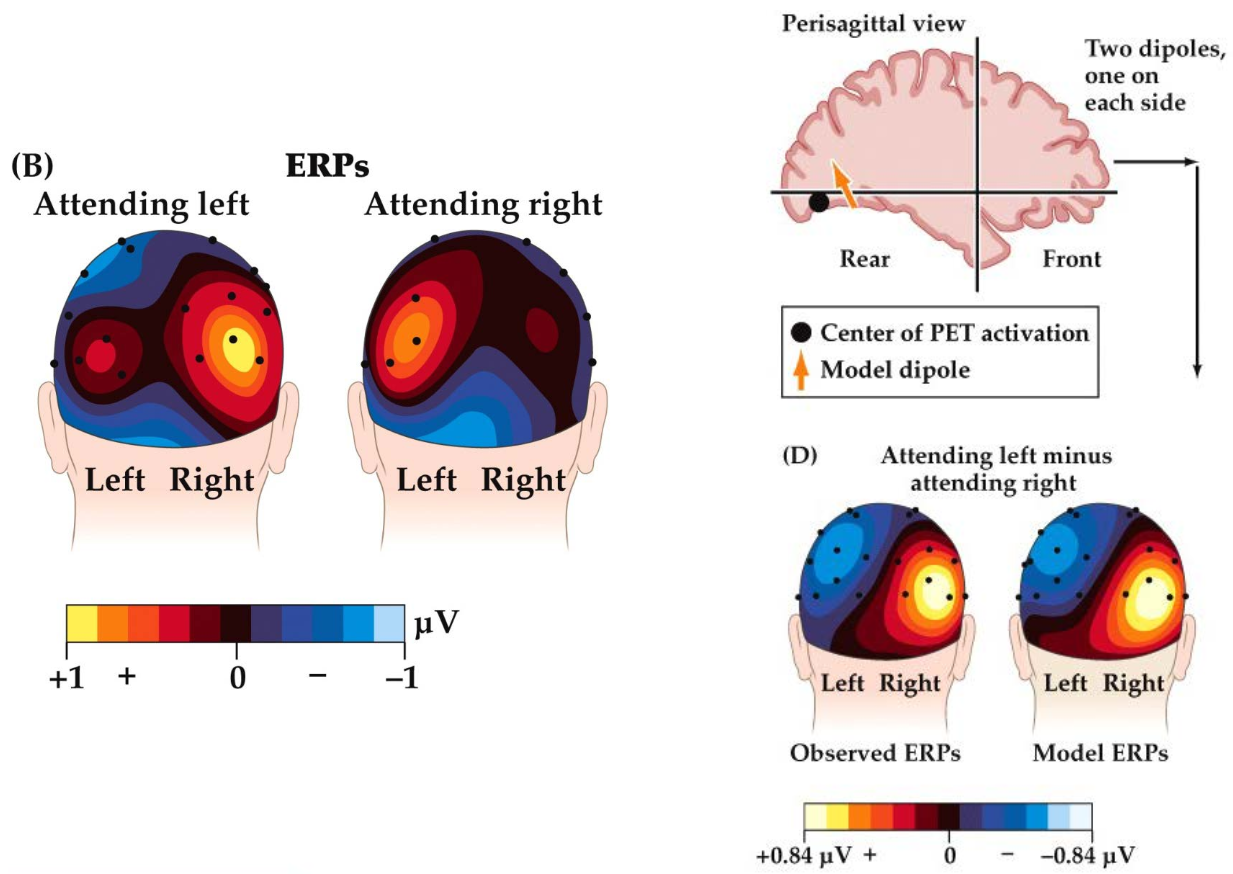 (B)
ERPs
Attending left
Attending right
Left Right
Left Right
μV
+1 + 0 – –1
Perisagittal view
Two dipoles,
one on
each side
Rear
Front
Center of PET activation
Model dipole
(D)
Attending left minus
attending right
Left Right
Left Right
Observed ERPs
Model ERPs
+0.84 μV + 0 – –0.84 μV